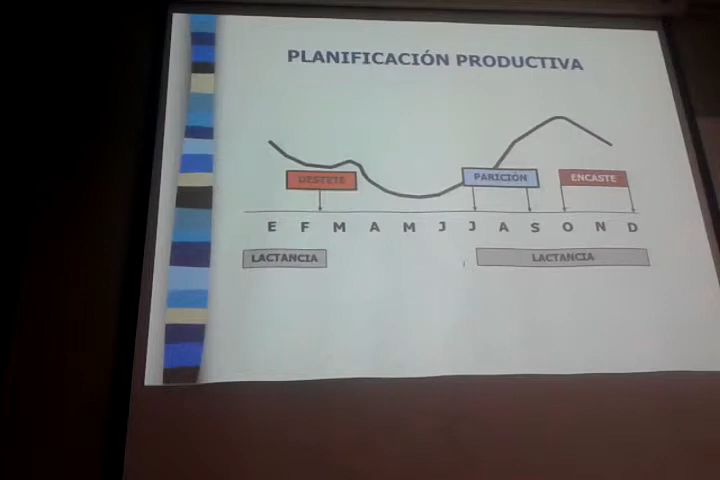 PLANIFICACIÓN PRODUCTIVA
DESTETE
PARICIÓN
ENCASTE
E F M A M J J A S O N D
LACTANCIA
LACTANCIA